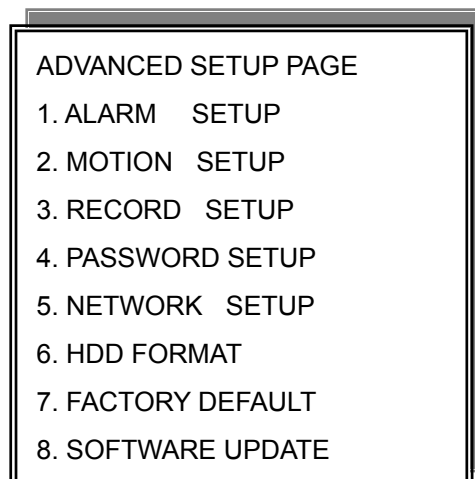 ADVANCED SETUP PAGE
1. ALARM SETUP
2. MOTION SETUP
3. RECORD SETUP
4. PASSWORD SETUP
5. NETWORK SETUP
6. HDD FORMAT
7. FACTORY DEFAULT
8. SOFTWARE UPDATE